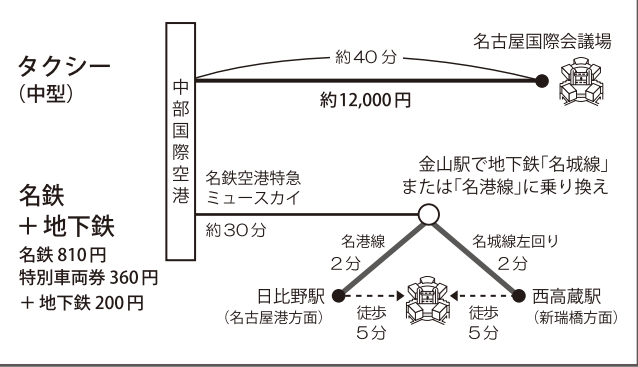 タクシー
（中型）
約40分
約12,000円
名古屋国際会議場
中部国際空港
名鉄
＋地下鉄
名鉄 810円
特別車両券 360円
＋地下鉄 200円
名鉄空港特急
ミュースカイ
約30分
金山駅で地下鉄「名城線」
または「名港線」に乗り換え
名港線
2分
名城線左回り
2分
日比野駅
（名古屋港方面）
徒歩
5分
徒歩
5分
西高蔵駅
（新瑞橋方面）